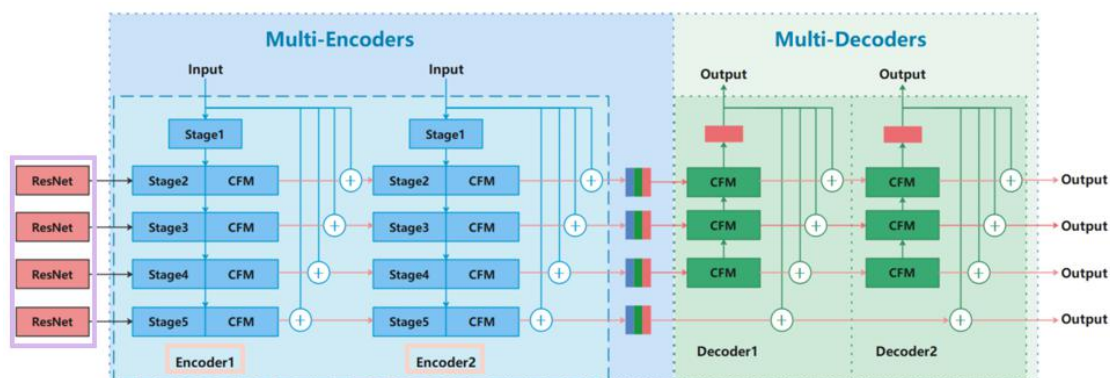 Multi-Encoders
Multi-Decoders
Input
Input
Output
Output
Stage1
Stage1
ResNet
Stage2
CFM
Stage2
CFM
CFM
CFM
Output
ResNet
Stage3
CFM
Stage3
CFM
CFM
CFM
Output
ResNet
Stage4
CFM
Stage4
CFM
CFM
CFM
Output
ResNet
Stage5
CFM
Stage5
CFM
Output
Encoder1
Encoder2
Decoder1
Decoder2